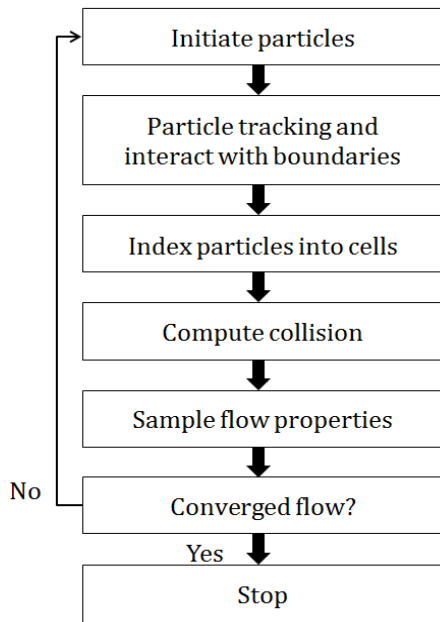 Initiate particles
Particle tracking and
interact with boundaries
Index particles into cells
Compute collision
Sample flow properties
No
Converged flow?
Yes
Stop